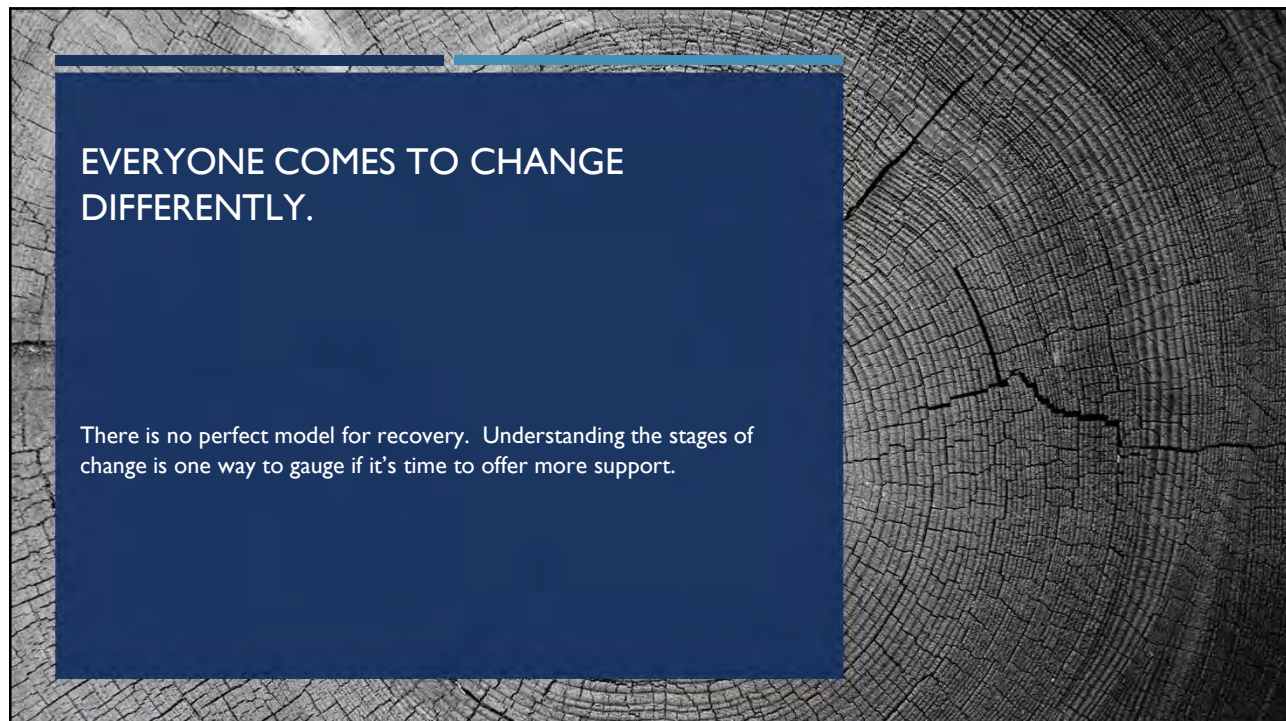 EVERYONE COMES TO CHANGE
DIFFERENTLY.
There is no perfect model for recovery.  Understanding the stages of
change is one way to gauge if it’s time to offer more support.